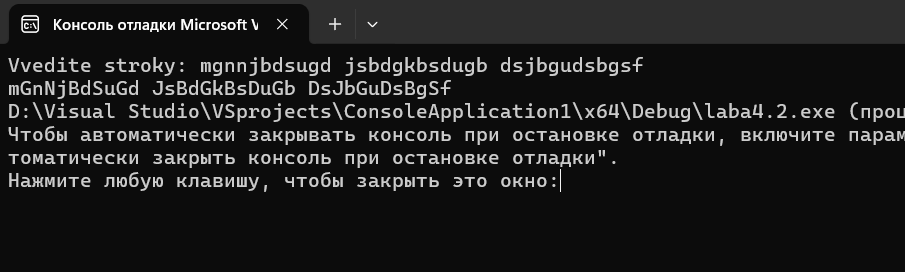 Консоль отладки Microsoft V
Vvedite stroky: mgnnjbdsugd jsbdgkbsdugb dsjbgudsbgsf
mGnNjBdSuGd JsBdGkBsDuGb DsJbGuDsBgSf
D:\Visual Studio\VSprojects\ConsoleApplication1\x64\Debug\laba4.2.exe (проц
Чтобы автоматически закрывать консоль при остановке отладки, включите парам
томатически закрыть консоль при остановке отладки".
Нажмите любую клавишу, чтобы закрыть это окно: